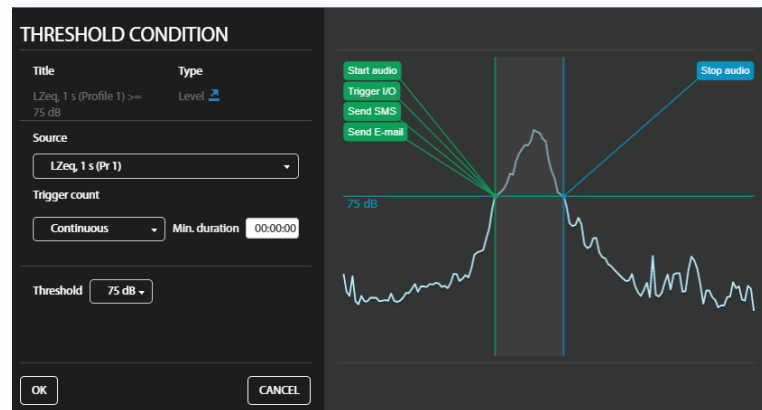 THRESHOLD CONDITION
Title Type
LZeq, 1 s (Profile 1) >= Level
75 dB
Source
LZeq, 1 s (Pr 1)
Trigger count
Continuous Min. duration 00:00:00
Threshold 75 dB
OK CANCEL
Start audio Stop audio
Trigger I/O
Send SMS
Send E-mail
75 dB